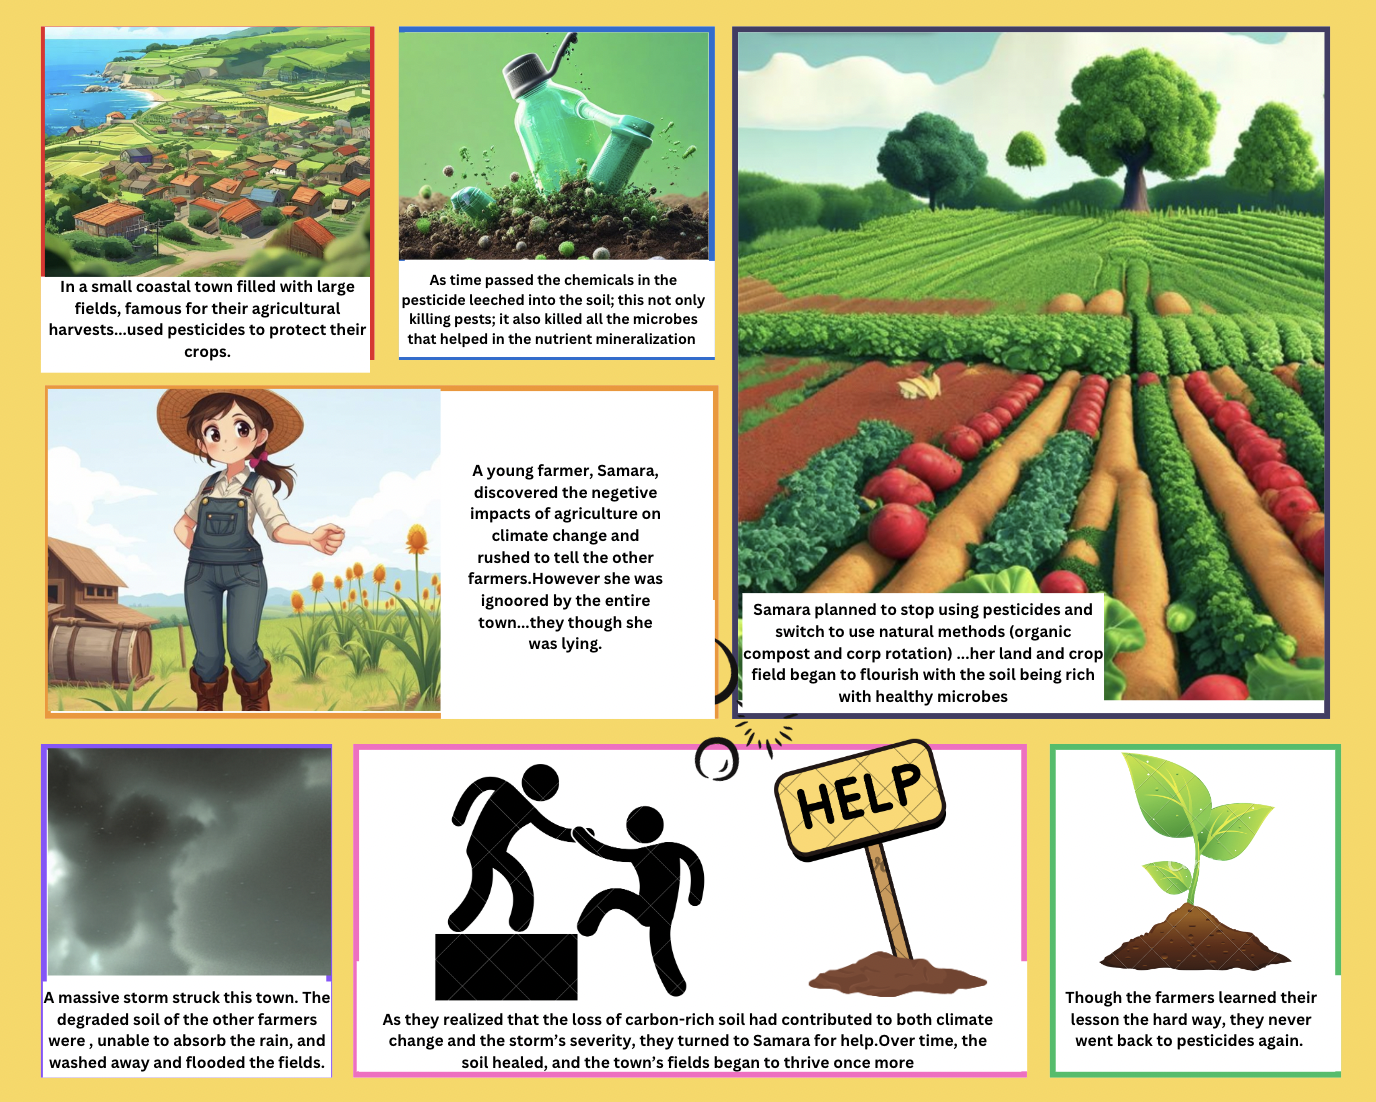 In a small coastal town filled with large
fields, famous for their agricultural
harvests...used pesticides to protect their
crops.
As time passed the chemicals in the
pesticide leeched into the soil; this not only
killing pests; it also killed all the microbes
that helped in the nutrient mineralization
A young farmer, Samara,
discovered the negetive
impacts of agriculture on
climate change and
rushed to tell the other
farmers.However she was
ignoored by the entire
town...they though she
was lying.
Samara planned to stop using pesticides and
switch to use natural methods (organic
compost and corp rotation) ...her land and crop
field began to flourish with the soil being rich
with healthy microbes
A massive storm struck this town. The
degraded soil of the other farmers
were , unable to absorb the rain, and
washed away and flooded the fields.
HELP
As they realized that the loss of carbon-rich soil had contributed to both climate
change and the storm's severity, they turned to Samara for help.Over time, the
soil healed, and the town's fields began to thrive once more
Though the farmers learned their
lesson the hard way, they never
went back to pesticides again.